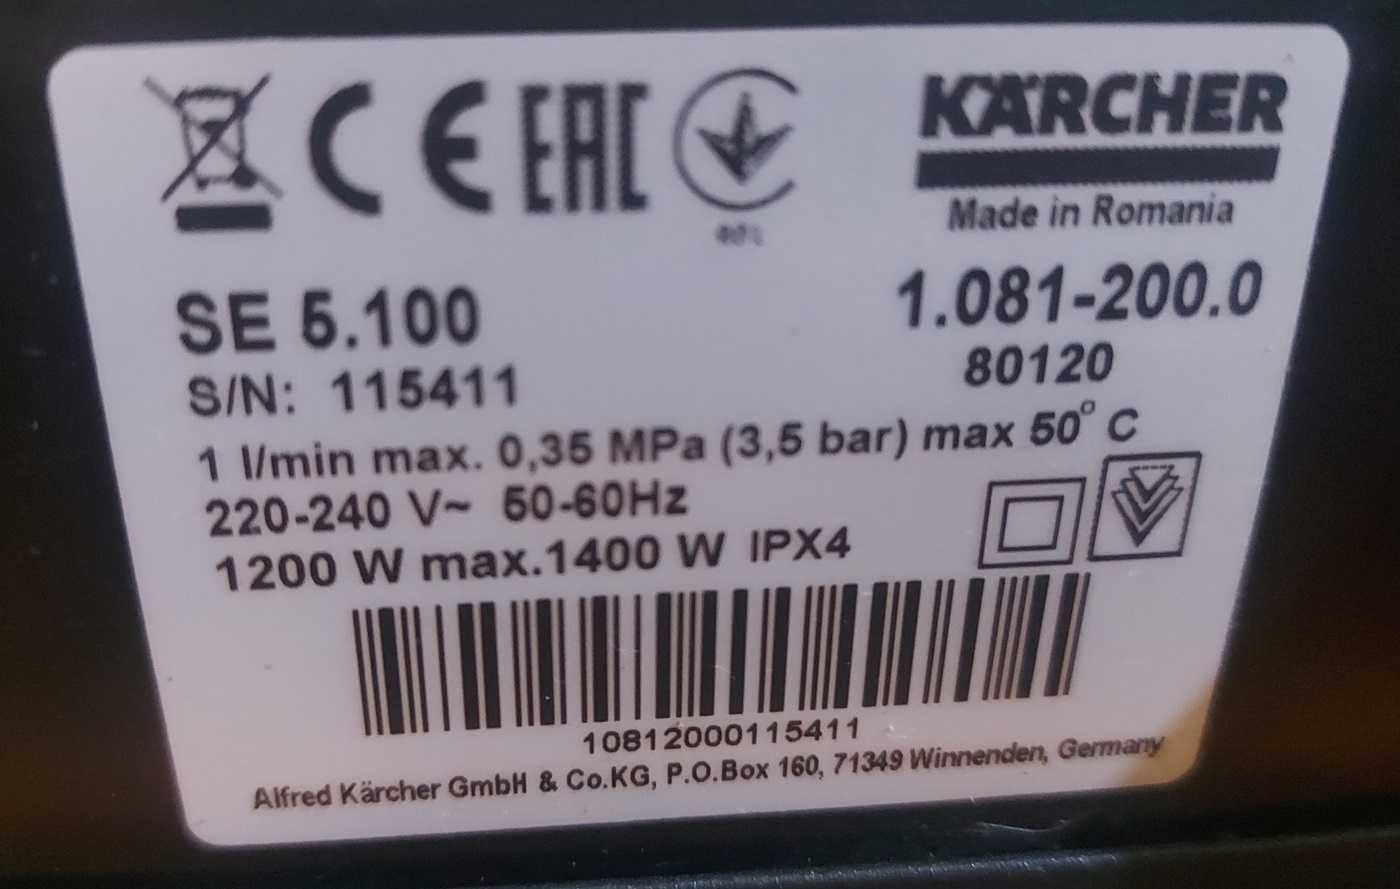 EAC
KÄRCHER
Made in Romania
SE 5.100
1.081-200.0
S/N: 115411
80120
1 l/min max. 0,35 MPa (3,5 bar) max 50° C
220-240 V~ 50-60Hz
1200 W max.1400 W IPX4
10812000115411
Alfred Kärcher GmbH & Co.KG, P.O.Box 160, 71349 Winnenden, Germany